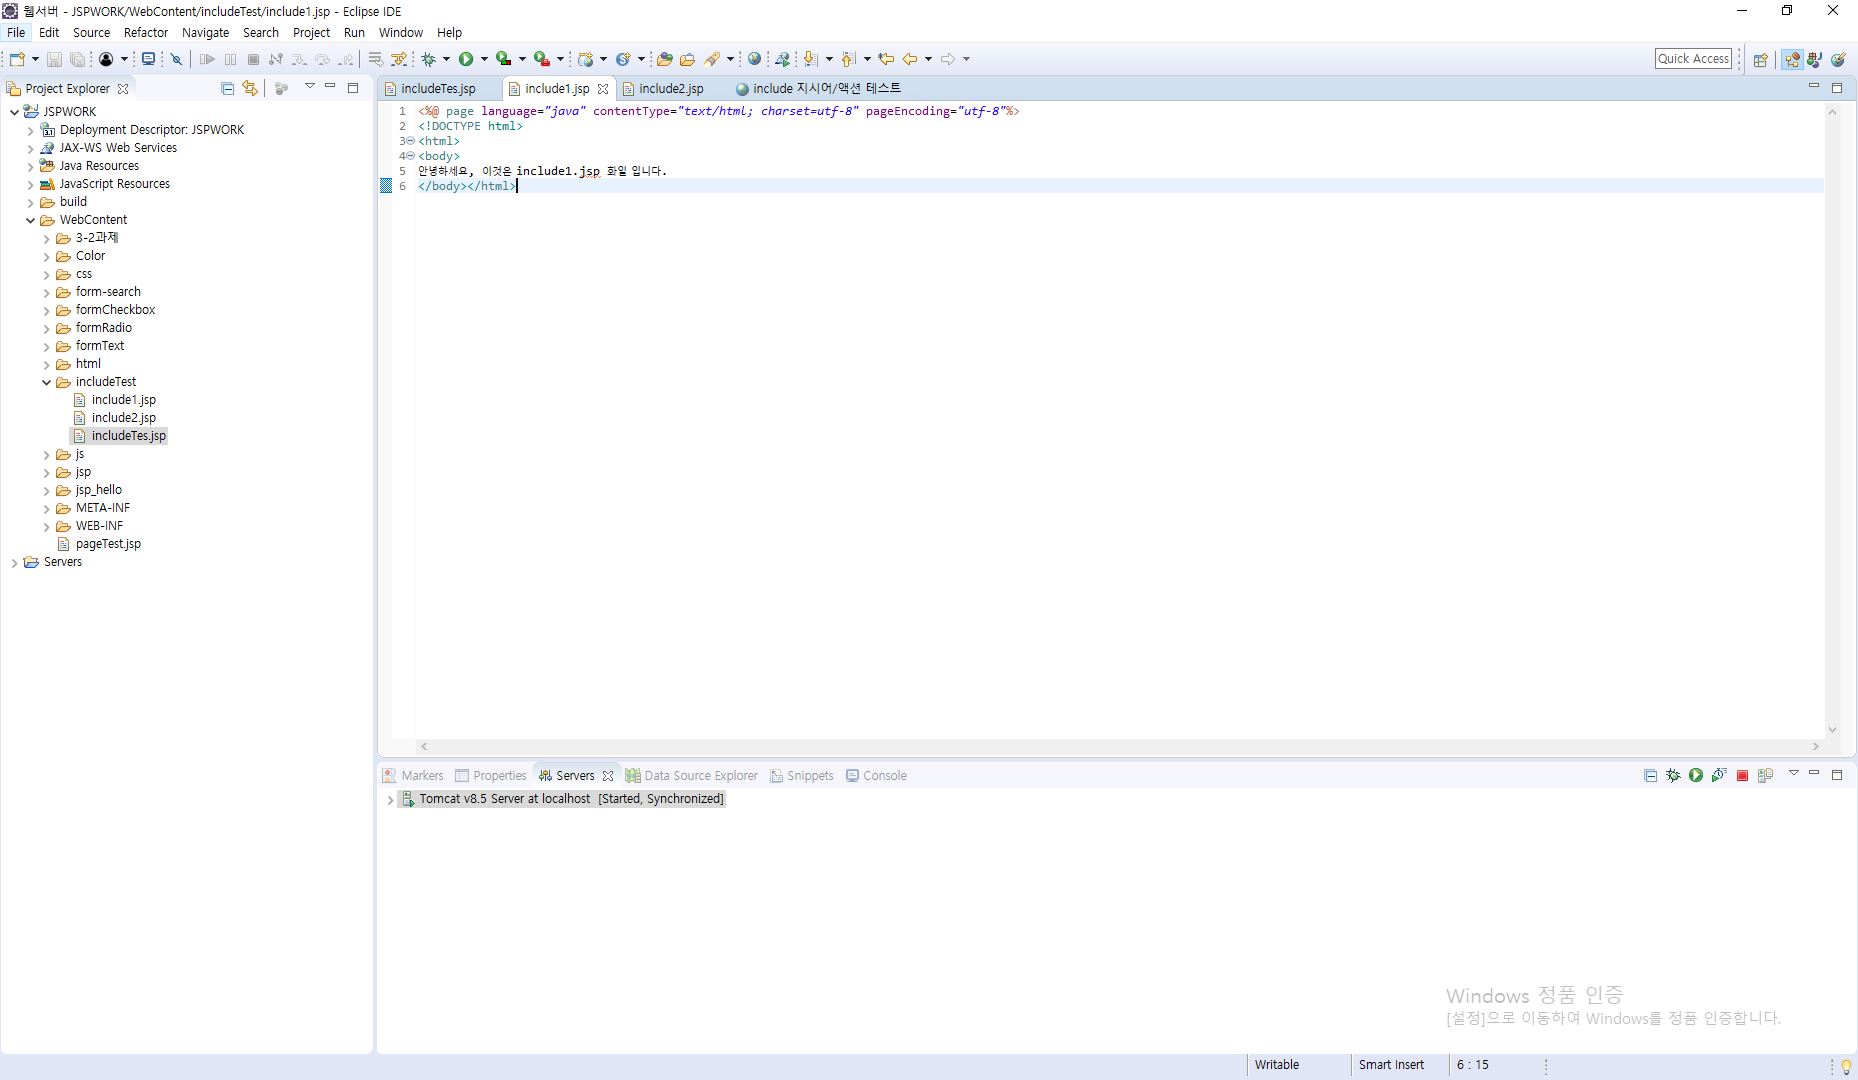 웹서버 - JSPWORK/WebContent/includeTest/include1.jsp - Eclipse IDE
File Edit Source Refactor Navigate Search Project Run Window Help
Quick Access
Project Explorer
JSPWORK
Deployment Descriptor: JSPWORK
JAX-WS Web Services
Java Resources
JavaScript Resources
build
WebContent
3-2과제
Color
css
form-search
formCheckbox
formRadio
formText
html
includeTest
include1.jsp
include2.jsp
includeTes.jsp
js
jsp
jsp_hello
META-INF
WEB-INF
pageTest.jsp
Servers
includeTes.jsp include1.jsp include2.jsp include 지시어/액션 테스트
1 <%@ page language="java" contentType="text/html; charset=utf-8" pageEncoding="utf-8"%>
2 <!DOCTYPE html>
3 <html>
4 <body>
5 안녕하세요, 이것은 include1.jsp 화일 입니다.
6 </body></html>
Markers Properties Servers Data Source Explorer Snippets Console
Tomcat v8.5 Server at localhost [Started, Synchronized]
Windows 정품 인증
[설정]으로 이동하여 Windows를 정품 인증합니다.
Writable Smart Insert 6 : 15